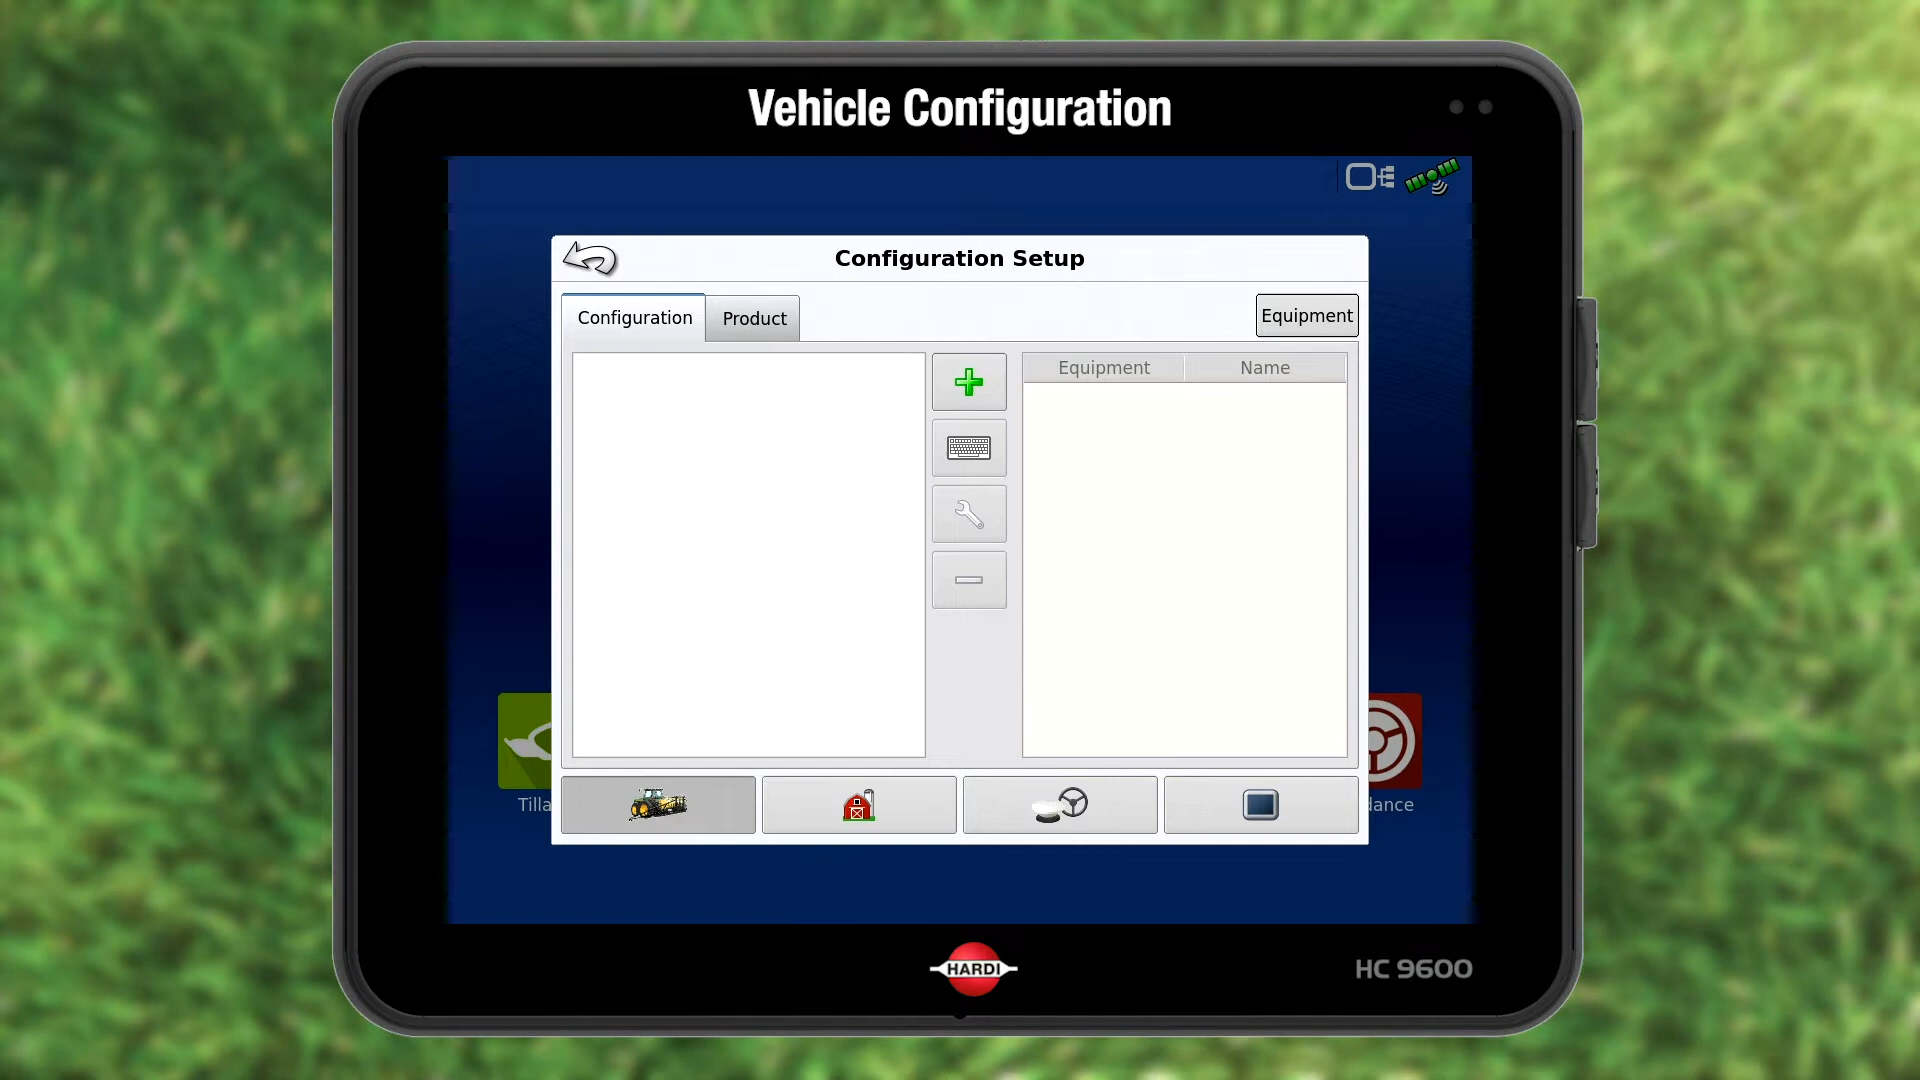 Vehicle Configuration
Configuration Setup
Configuration
Product
Equipment
Equipment
Name
Tilla
dance
HARDI
HC 9600